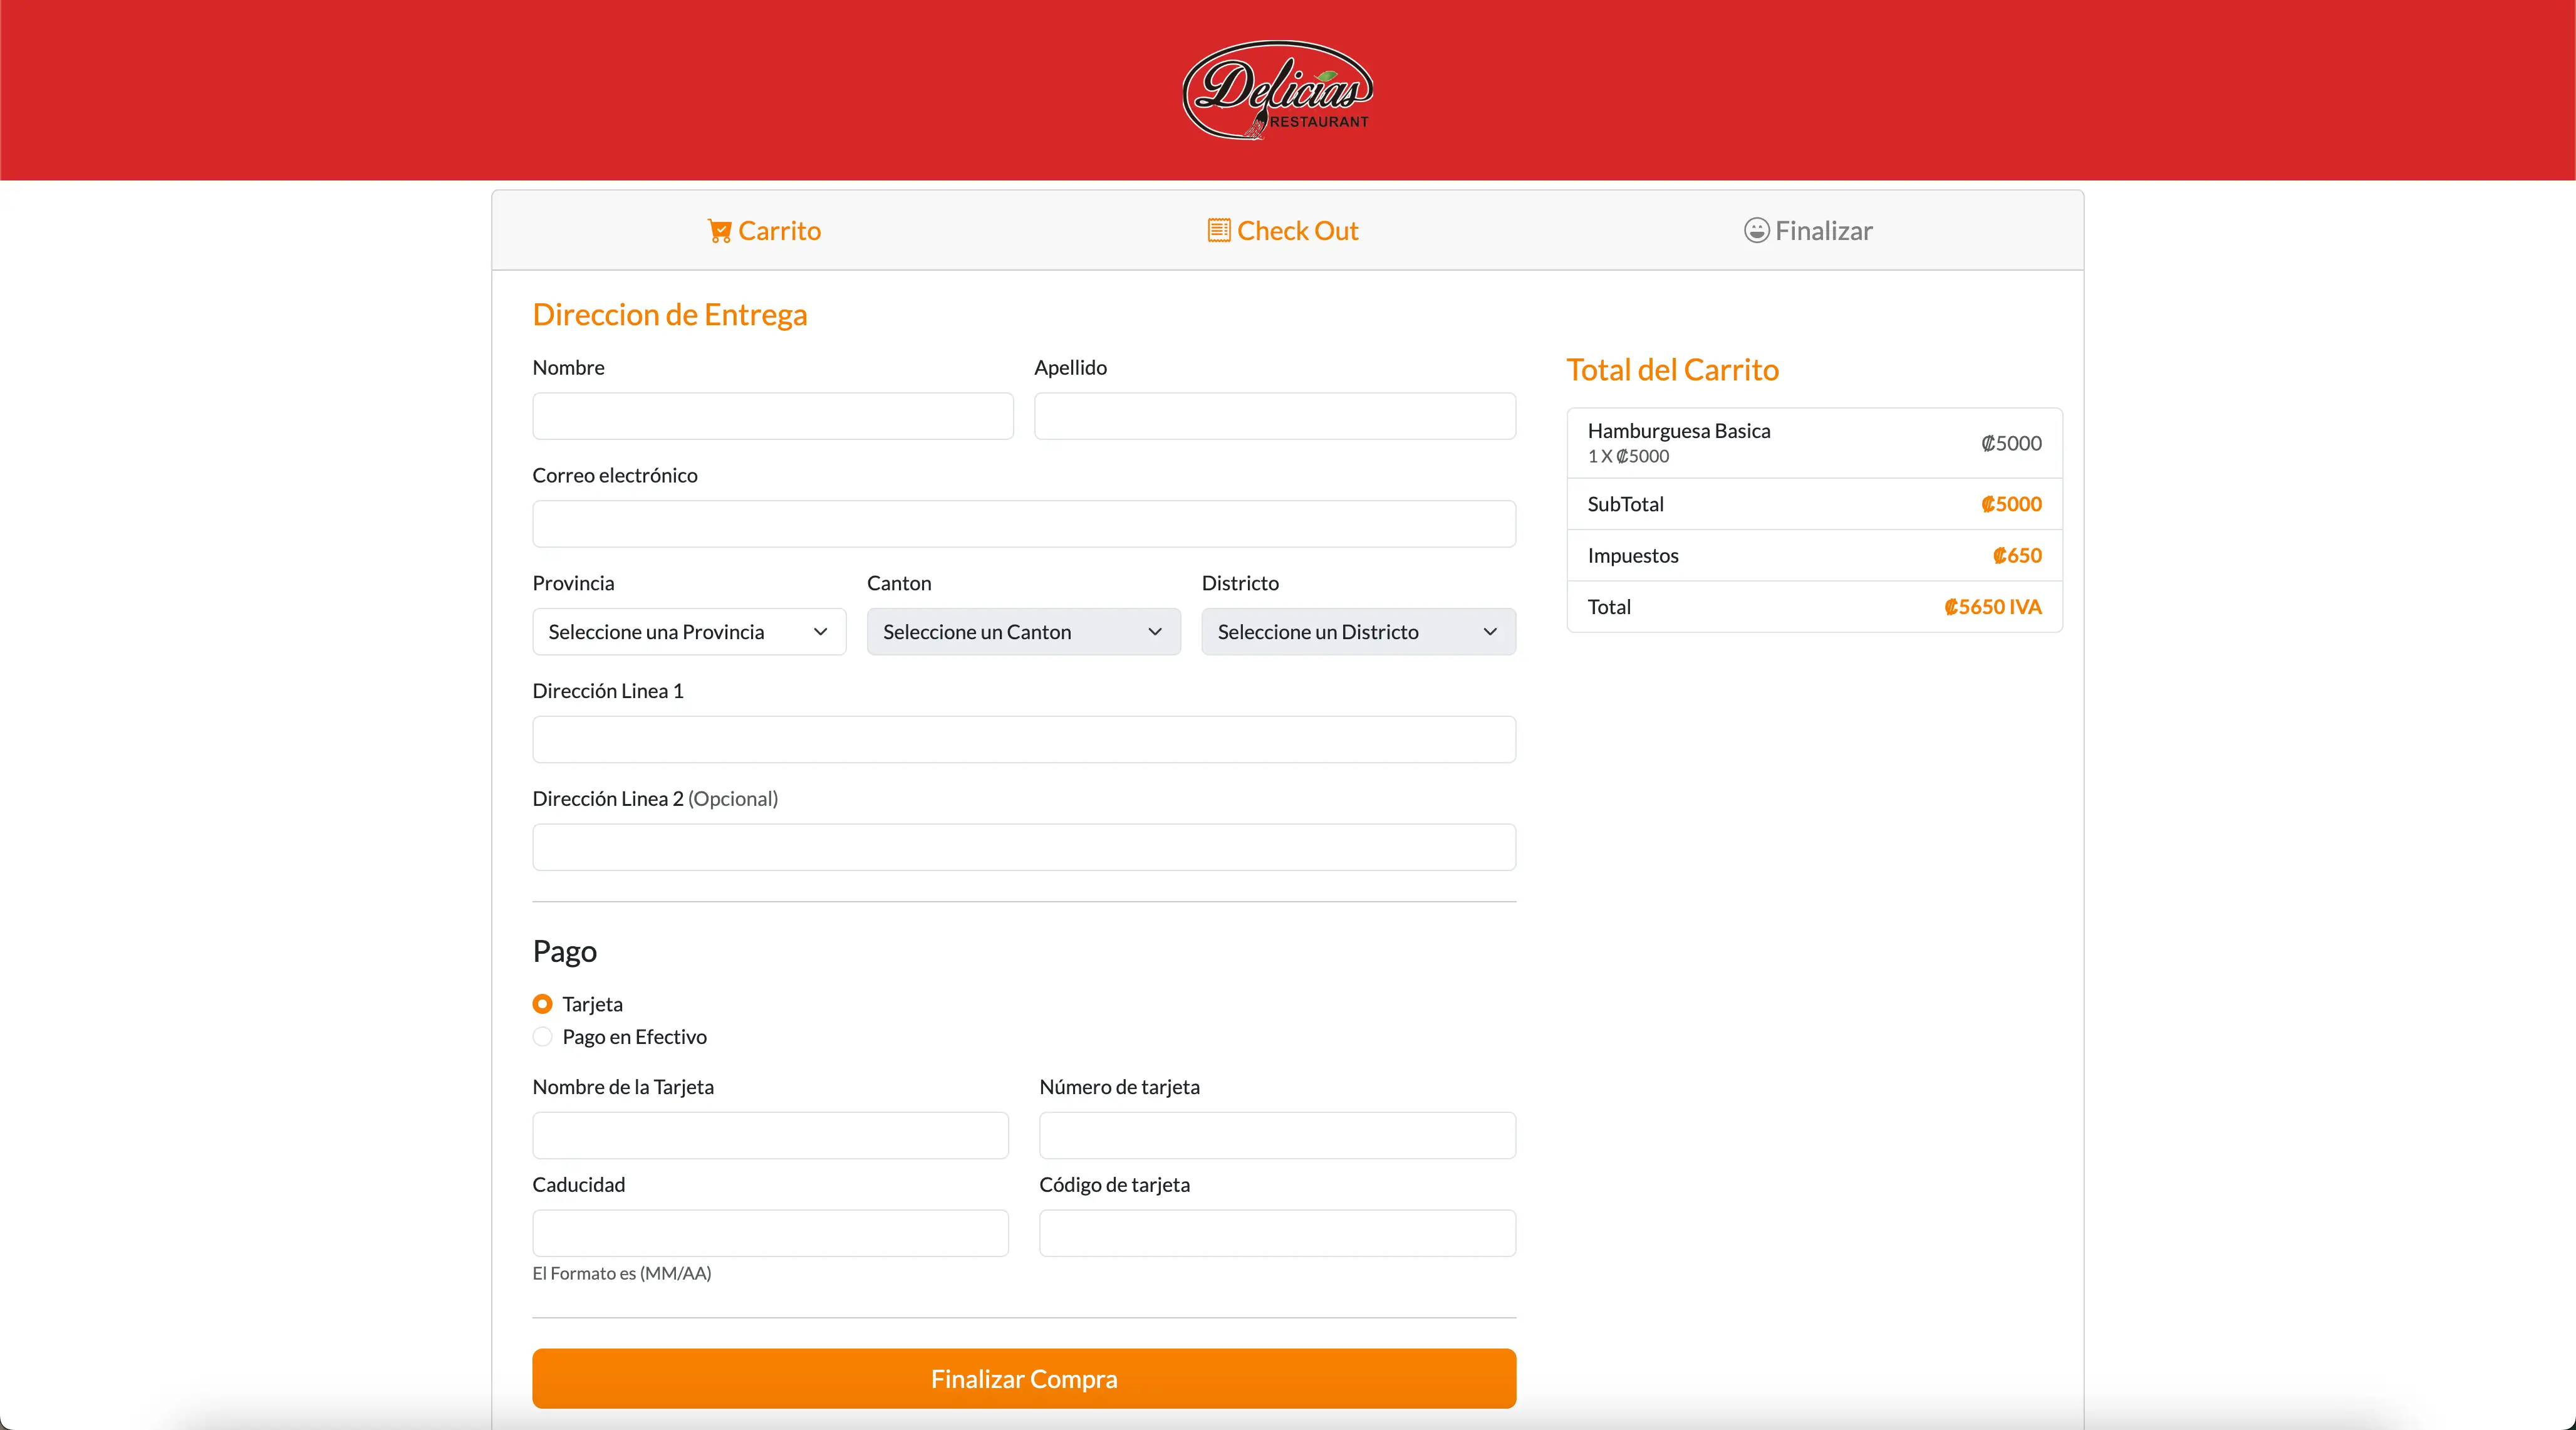 Delicias
RESTAURANT
Carrito
Check Out
Finalizar
Direccion de Entrega
Nombre
Apellido
Correo electrónico
Provincia
Canton
Districto
Seleccione una Provincia
Seleccione un Canton
Seleccione un Districto
Dirección Linea 1
Dirección Linea 2 (Opcional)
Pago
Tarjeta
Pago en Efectivo
Nombre de la Tarjeta
Número de tarjeta
Caducidad
Código de tarjeta
El Formato es (MM/AA)
Finalizar Compra
Total del Carrito
Hamburguesa Basica
₡5000
1 X ₡5000
SubTotal
₡5000
Impuestos
₡650
Total
₡5650 IVA